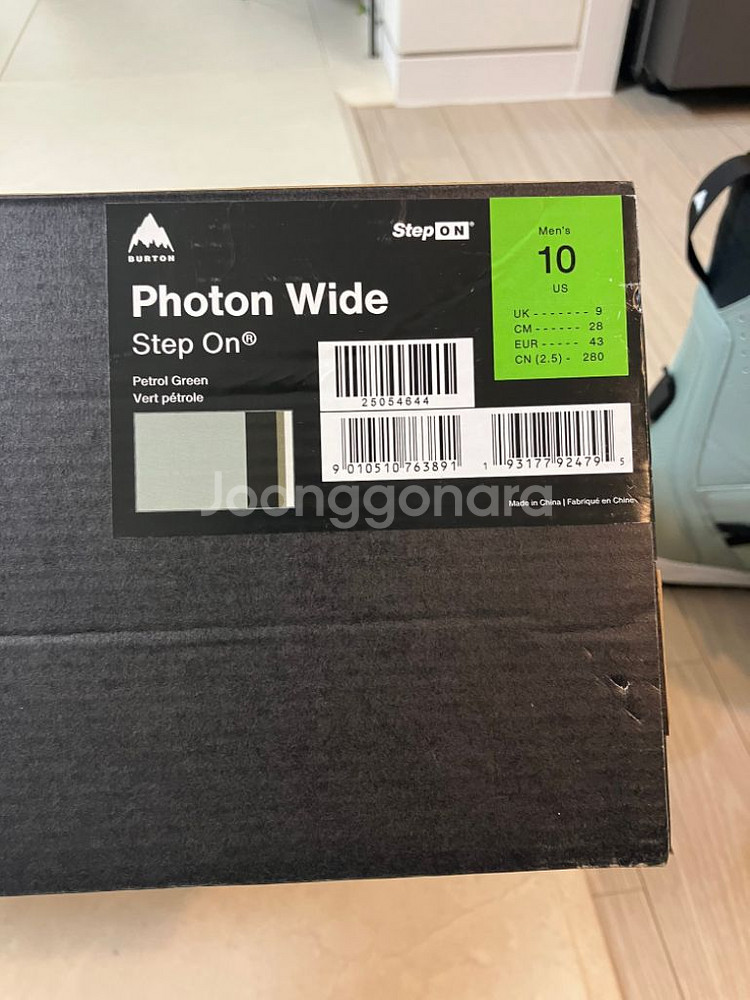 BURTON
Step ON®
Photon Wide
Step On®
Petrol Green
Vert pétrole
Men's
10
US
UK - - - - - - - 9
CM - - - - - - 28
EUR - - - - - 43
CN (2.5) - 280
25054644
9 010510 763891
1 93177 92479 5
Made in China | Fabriqué en Chine
Joonggonara